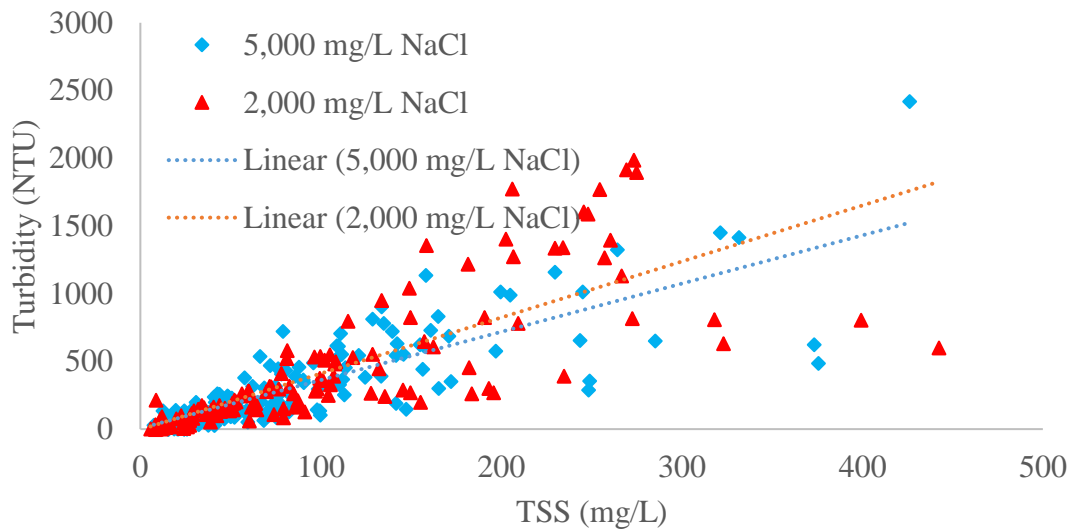 3000
2500
2000
1500
1000
500
0
Turbidity (NTU)
5,000 mg/L NaCl
2,000 mg/L NaCl
Linear (5,000 mg/L NaCl)
Linear (2,000 mg/L NaCl)
0 100 200 300 400 500
TSS (mg/L)